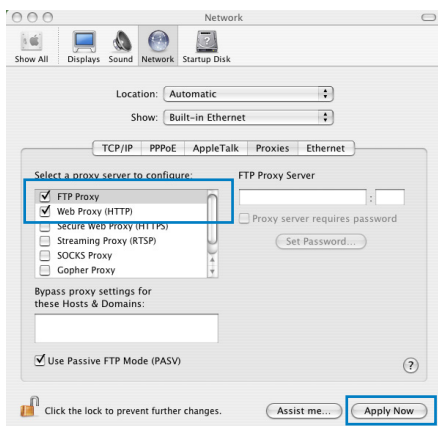 Network
Show All Displays Sound Network Startup Disk
Location: Automatic
Show: Built-in Ethernet
TCP/IP PPPoE AppleTalk Proxies Ethernet
Select a proxy server to configure: FTP Proxy Server
FTP Proxy :
Web Proxy (HTTP) Proxy server requires password
Secure Web Proxy (HTTPS)
Streaming Proxy (RTSP) Set Password...
SOCKS Proxy
Gopher Proxy
Bypass proxy settings for
these Hosts & Domains:
Use Passive FTP Mode (PASV) ?
Click the lock to prevent further changes. Assist me... Apply Now